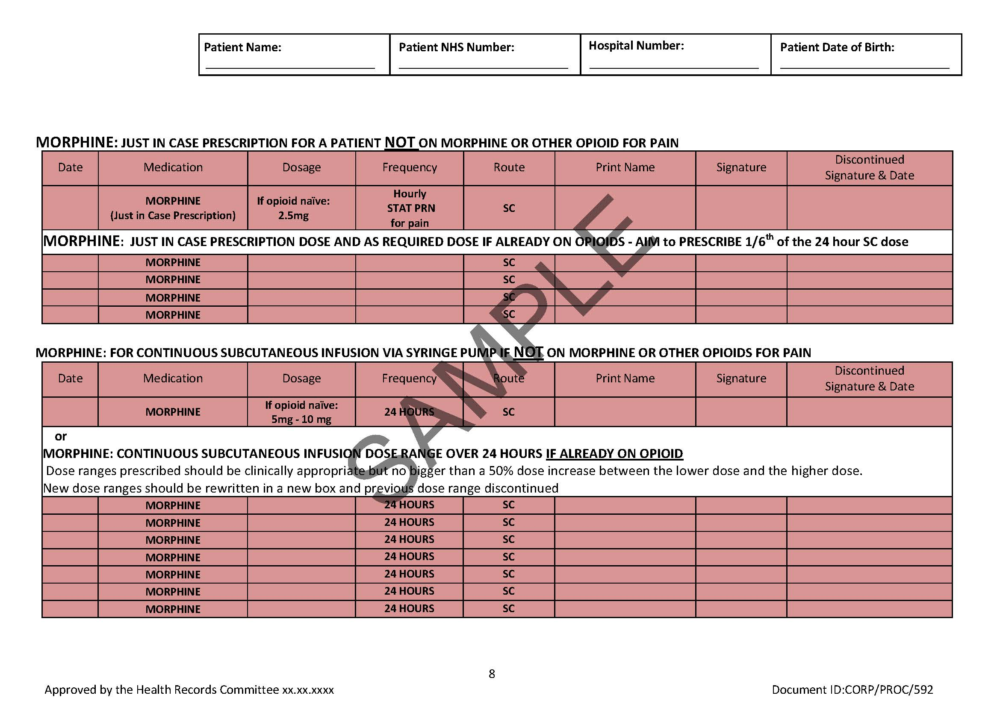 Patient Name: Patient NHS Number: Hospital Number: Patient Date of Birth:
MORPHINE: JUST IN CASE PRESCRIPTION FOR A PATIENT NOT ON MORPHINE OR OTHER OPIOID FOR PAIN
Date Medication Dosage Frequency Route Print Name Signature Discontinued Signature & Date
MORPHINE (Just in Case Prescription) If opioid naïve: 2.5mg Hourly STAT PRN for pain SC
MORPHINE: JUST IN CASE PRESCRIPTION DOSE AND AS REQUIRED DOSE IF ALREADY ON OPIOIDS - AIM to PRESCRIBE 1/6th of the 24 hour SC dose
MORPHINE SC
MORPHINE SC
MORPHINE SC
MORPHINE SC
MORPHINE: FOR CONTINUOUS SUBCUTANEOUS INFUSION VIA SYRINGE PUMP IF NOT ON MORPHINE OR OTHER OPIOIDS FOR PAIN
Date Medication Dosage Frequency Route Print Name Signature Discontinued Signature & Date
MORPHINE If opioid naïve: 5mg - 10 mg 24 HOURS SC
or
MORPHINE: CONTINUOUS SUBCUTANEOUS INFUSION DOSE RANGE OVER 24 HOURS IF ALREADY ON OPIOID
Dose ranges prescribed should be clinically appropriate but no bigger than a 50% dose increase between the lower dose and the higher dose.
New dose ranges should be rewritten in a new box and previous dose range discontinued
MORPHINE 24 HOURS SC
MORPHINE 24 HOURS SC
MORPHINE 24 HOURS SC
MORPHINE 24 HOURS SC
MORPHINE 24 HOURS SC
MORPHINE 24 HOURS SC
MORPHINE 24 HOURS SC
SAMPLE
8
Approved by the Health Records Committee xx.xx.xxxx Document ID:CORP/PROC/592